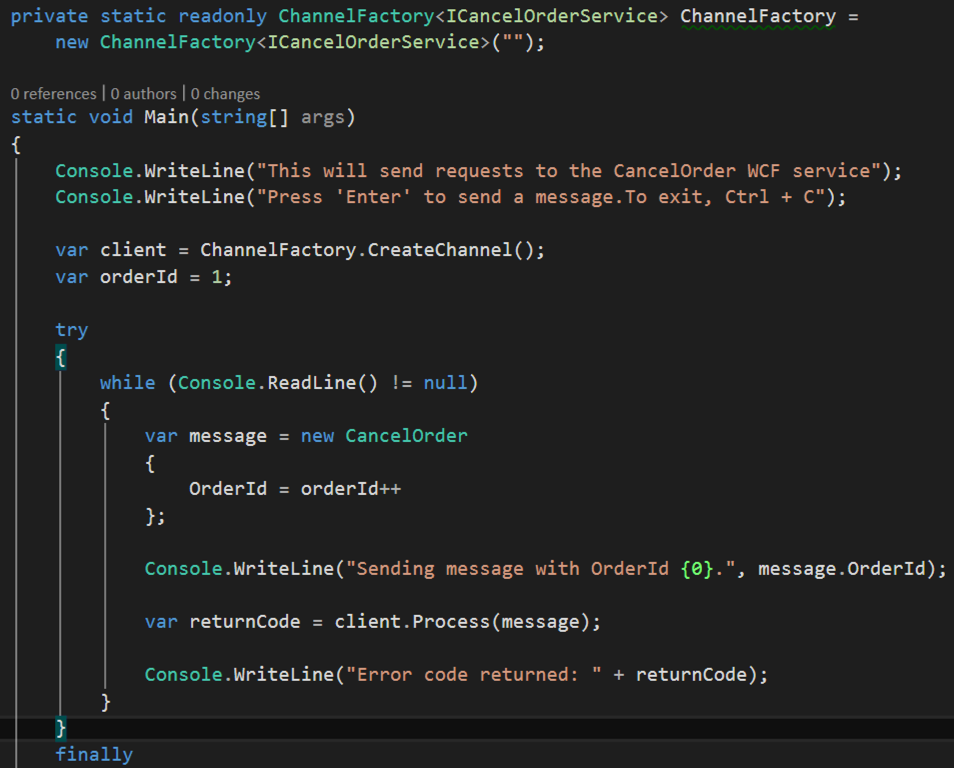 private static readonly ChannelFactory<ICancelOrderService> ChannelFactory =
    new ChannelFactory<ICancelOrderService>("");

0 references | 0 authors | 0 changes
static void Main(string[] args)
{
    Console.WriteLine("This will send requests to the CancelOrder WCF service");
    Console.WriteLine("Press 'Enter' to send a message.To exit, Ctrl + C");

    var client = ChannelFactory.CreateChannel();
    var orderId = 1;

    try
    {
        while (Console.ReadLine() != null)
        {
            var message = new CancelOrder
            {
                OrderId = orderId++
            };

            Console.WriteLine("Sending message with OrderId {0}.", message.OrderId);

            var returnCode = client.Process(message);

            Console.WriteLine("Error code returned: " + returnCode);
        }
    }
    finally